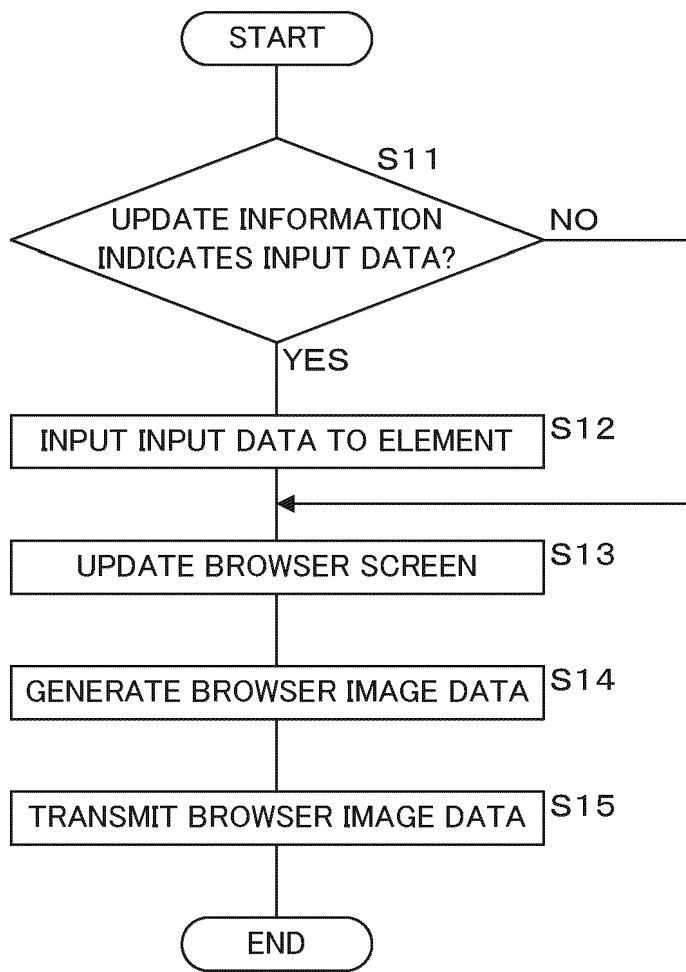 START
S11
UPDATE INFORMATION
INDICATES INPUT DATA?
NO
YES
INPUT INPUT DATA TO ELEMENT
S12
UPDATE BROWSER SCREEN
S13
GENERATE BROWSER IMAGE DATA
S14
TRANSMIT BROWSER IMAGE DATA
S15
END